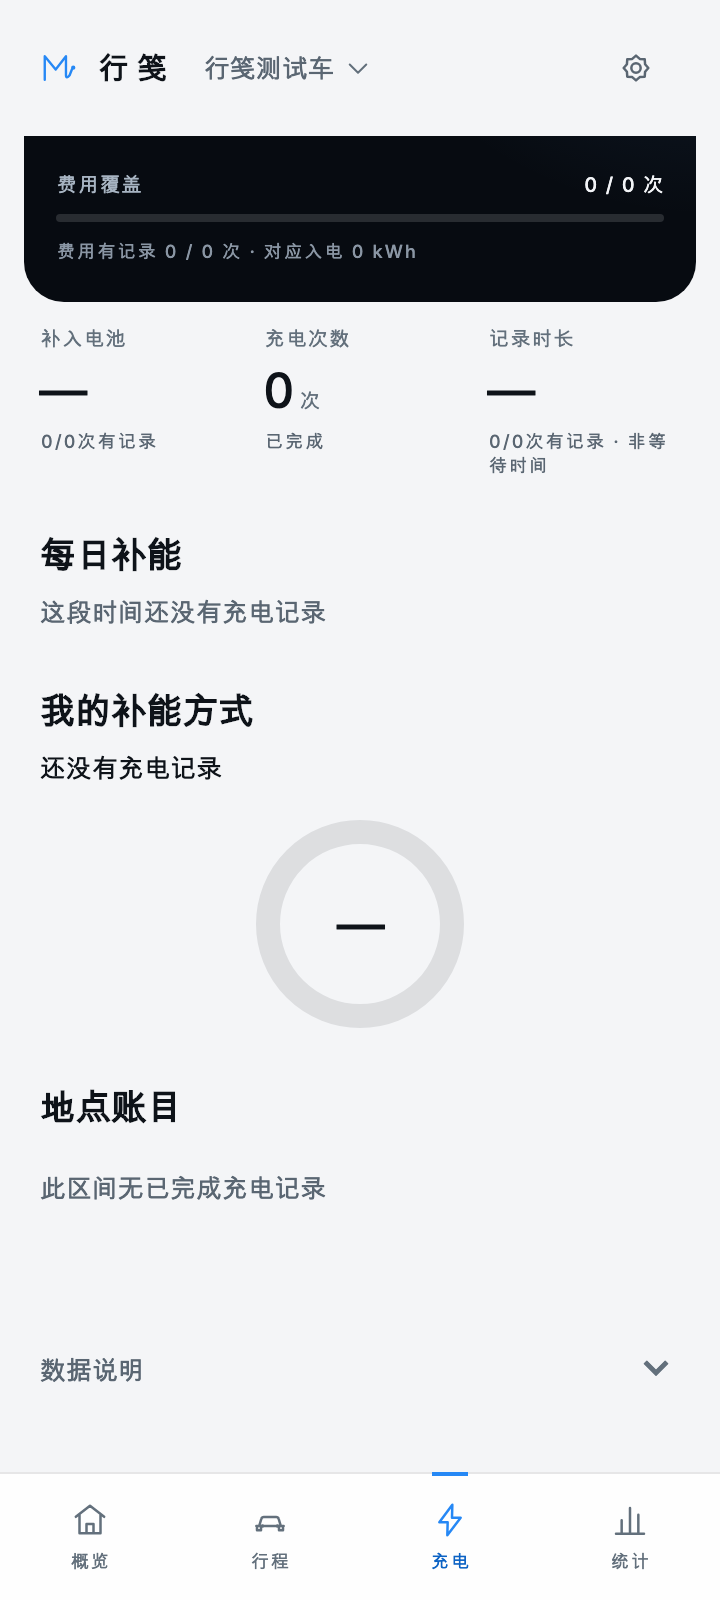 行笺 行笺测试车
费用覆盖 0 / 0 次
费用有记录 0 / 0 次 · 对应入电 0 kWh
补入电池 充电次数 记录时长
— 0 次 —
0/0次有记录 已完成 0/0次有记录 · 非等
待时间
每日补能
这段时间还没有充电记录
我的补能方式
还没有充电记录
—
地点账目
此区间无已完成充电记录
数据说明
概览 行程 充电 统计